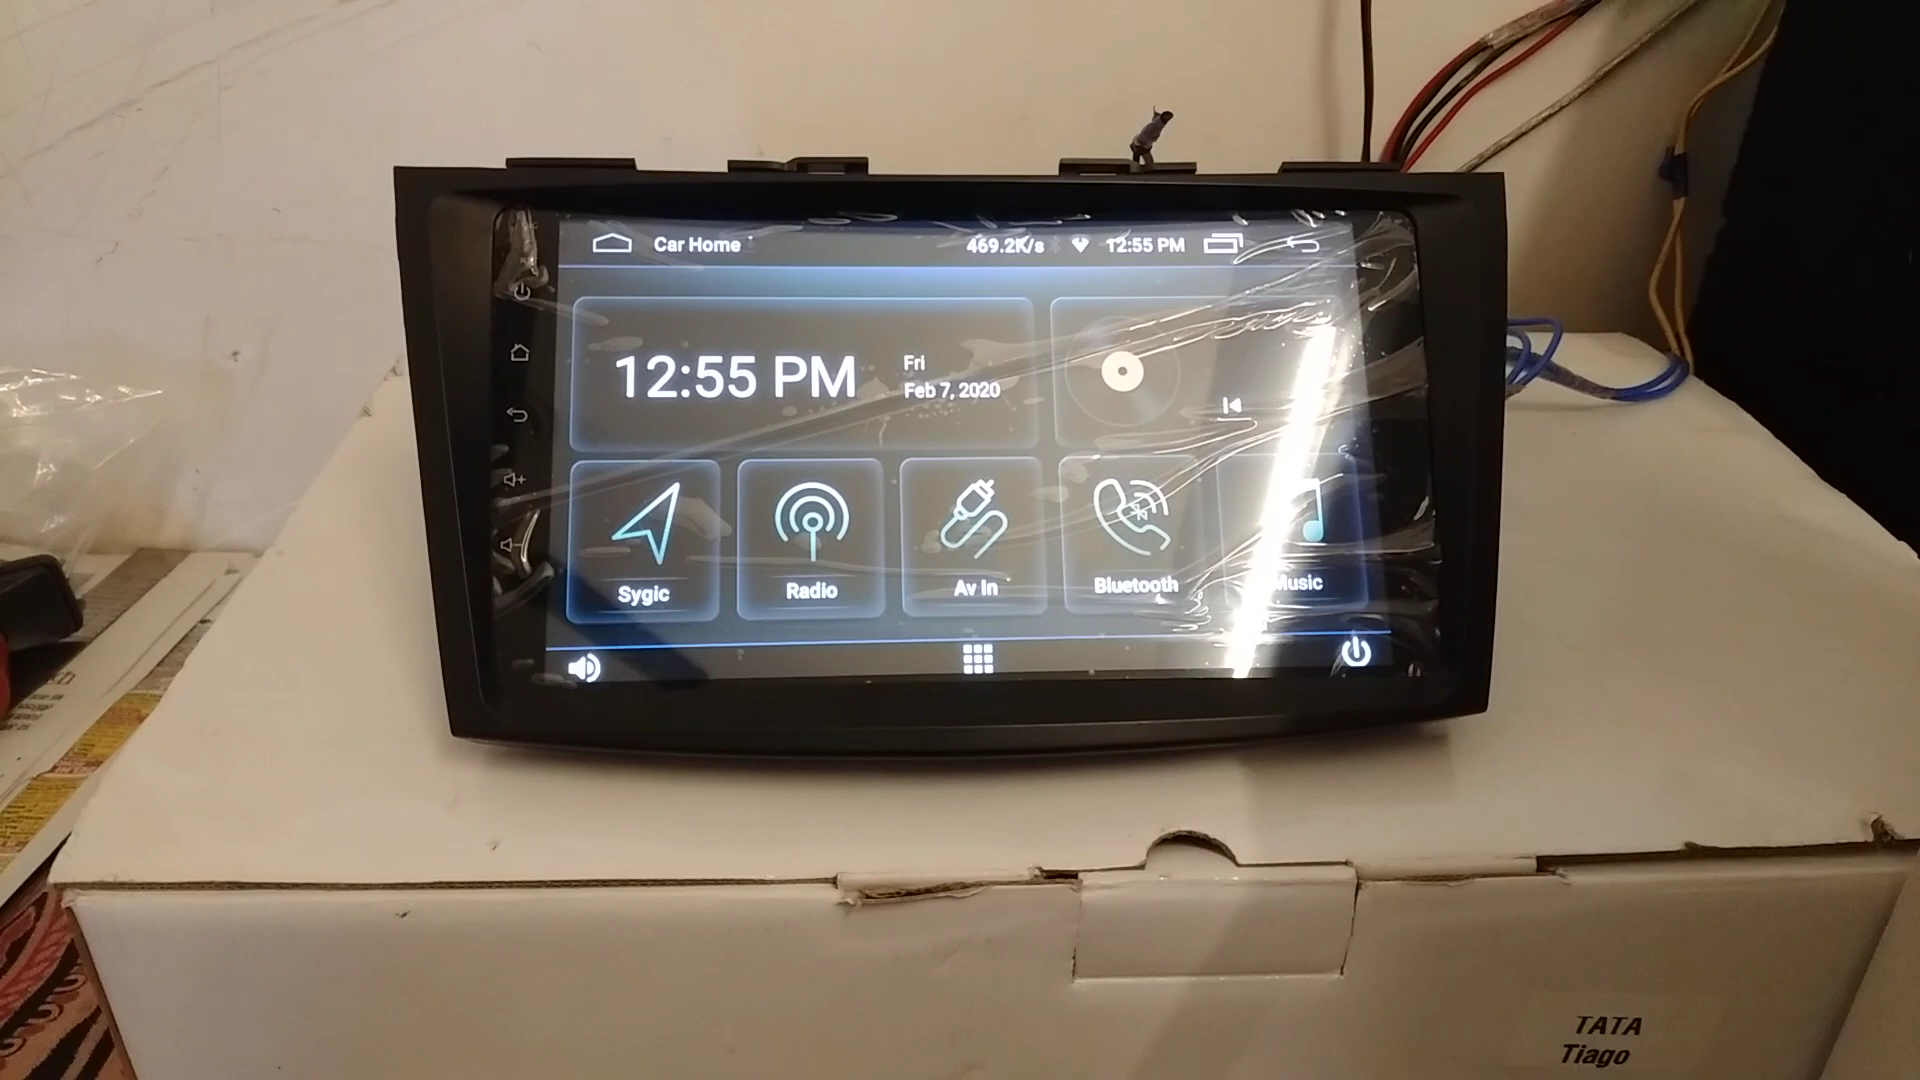 Car Home
469.2K/s
12:55 PM
12:55 PM
Fri
Feb 7, 2020
Sygic
Radio
Av In
Bluetooth
Music
TATA
Tiago